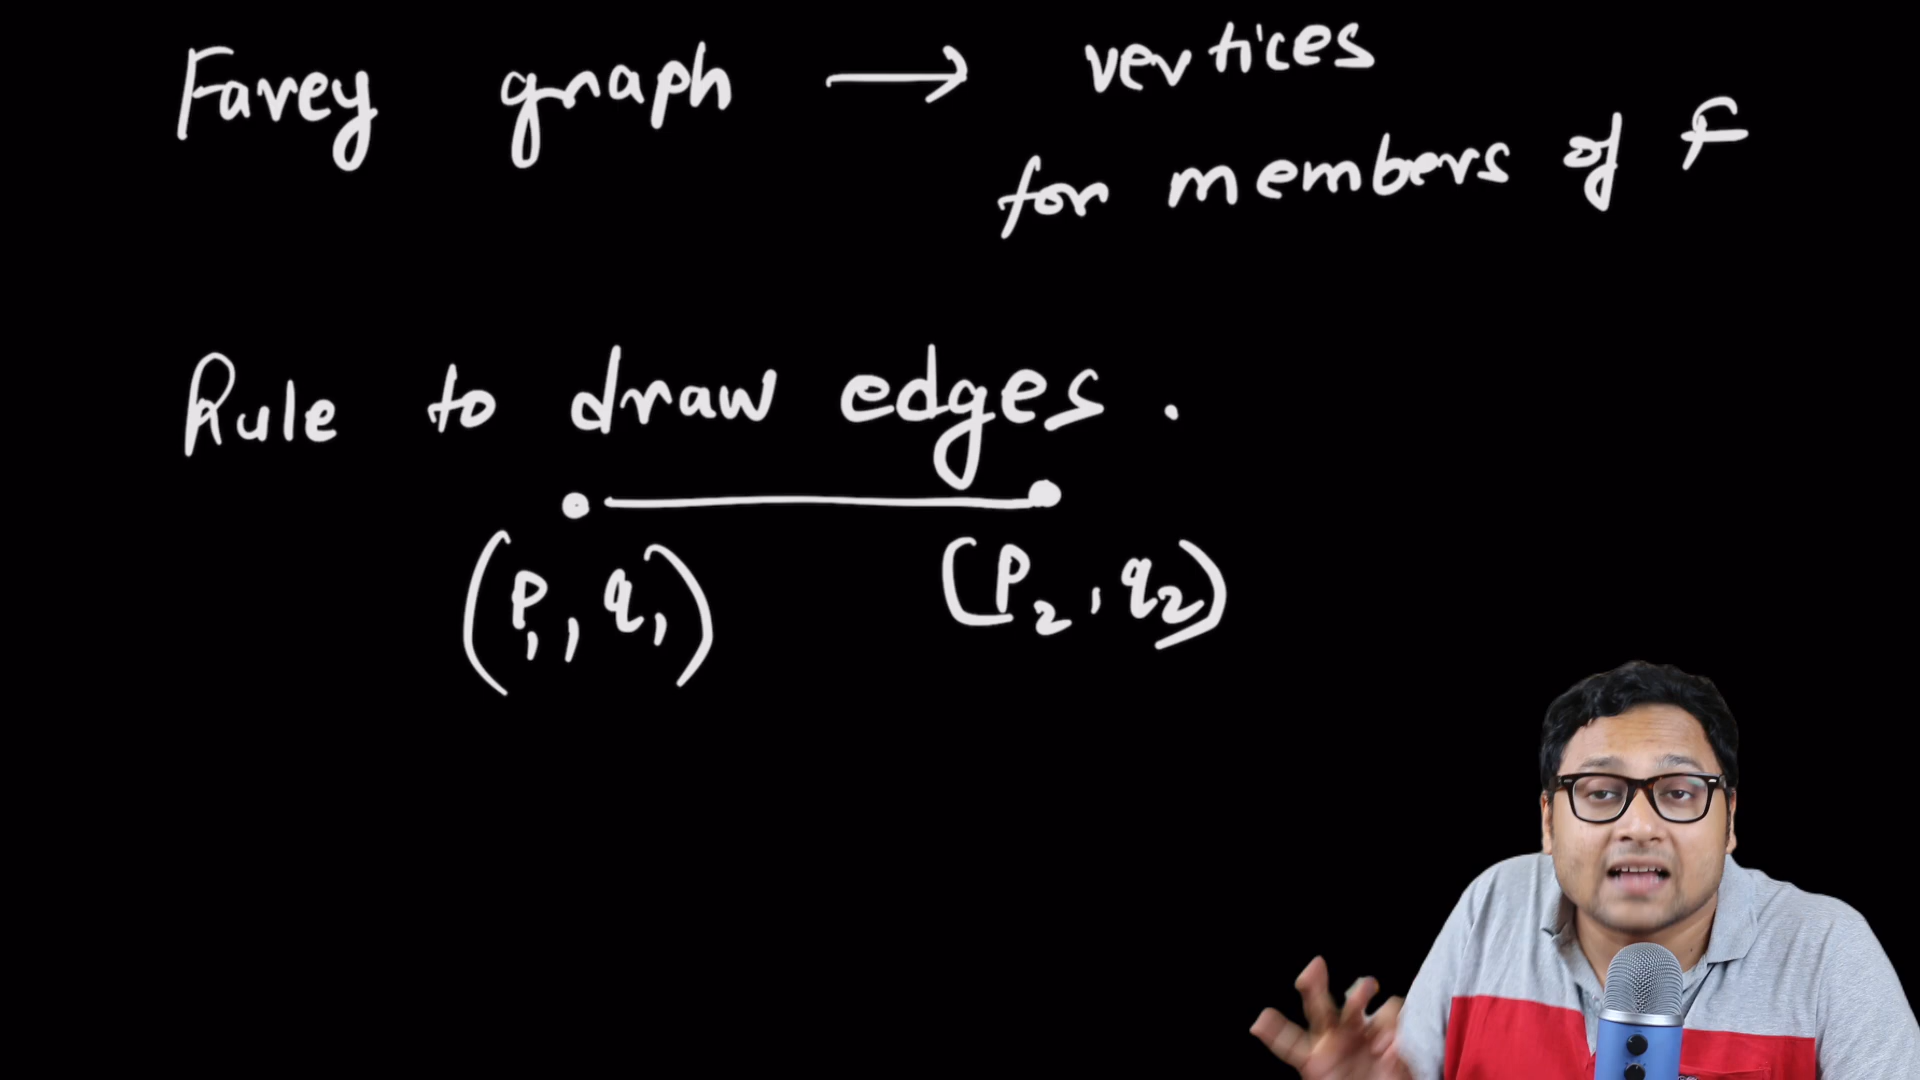 Farey graph → vertices
for members of F
Rule to draw edges.
(p₁, q₁) (p₂, q₂)